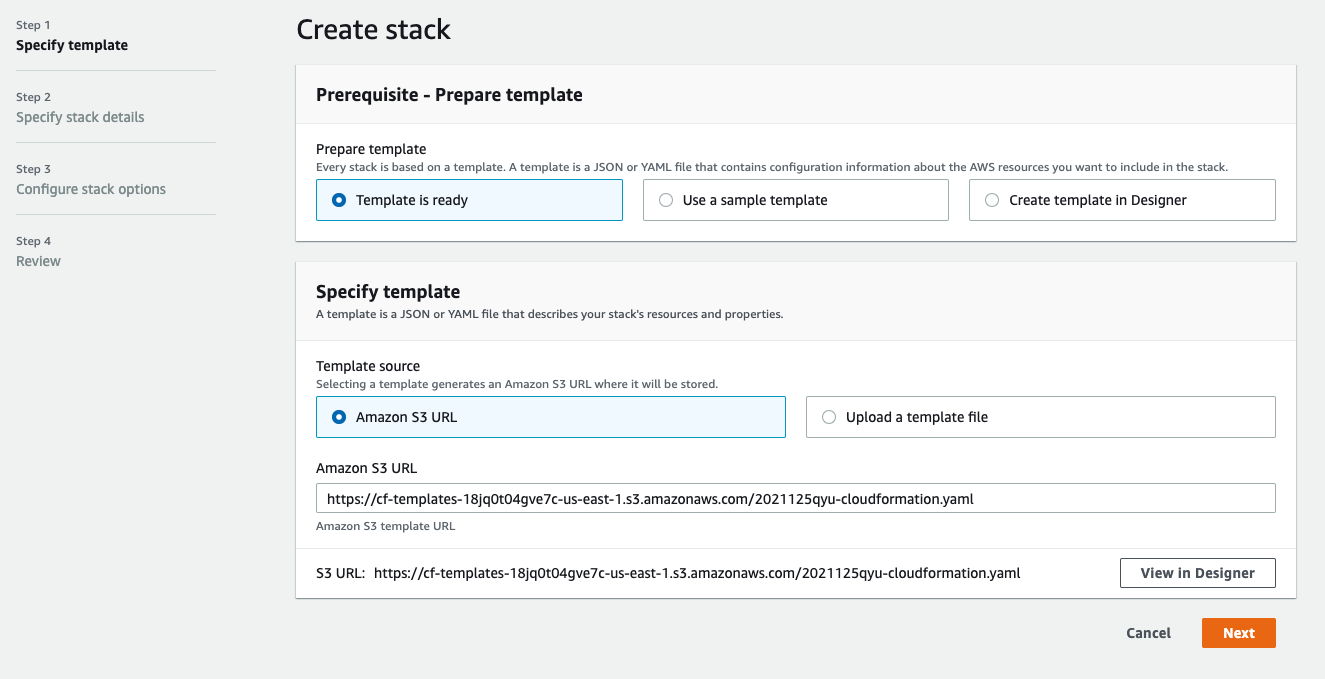 Step 1
Specify template
Step 2
Specify stack details
Step 3
Configure stack options
Step 4
Review
Create stack
Prerequisite - Prepare template
Prepare template
Every stack is based on a template. A template is a JSON or YAML file that contains configuration information about the AWS resources you want to include in the stack.
Template is ready
Use a sample template
Create template in Designer
Specify template
A template is a JSON or YAML file that describes your stack's resources and properties.
Template source
Selecting a template generates an Amazon S3 URL where it will be stored.
Amazon S3 URL
Upload a template file
Amazon S3 URL
https://cf-templates-18jq0t04gve7c-us-east-1.s3.amazonaws.com/2021125qyu-cloudformation.yaml
Amazon S3 template URL
S3 URL: https://cf-templates-18jq0t04gve7c-us-east-1.s3.amazonaws.com/2021125qyu-cloudformation.yaml
View in Designer
Cancel
Next